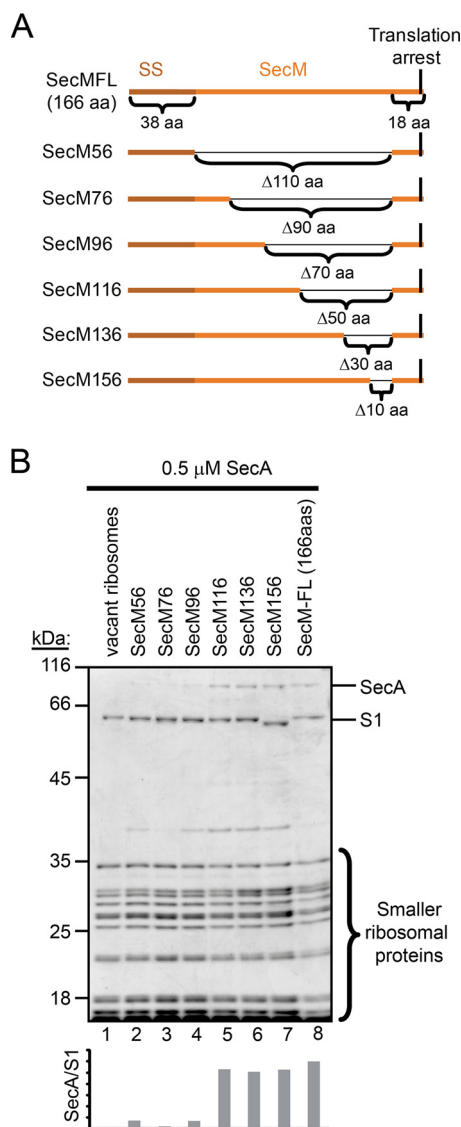 A
Translation
arrest
SecMFL
(166 aa)
SS
SecM
38 aa
18 aa
SecM56
Δ110 aa
SecM76
Δ90 aa
SecM96
Δ70 aa
SecM116
Δ50 aa
SecM136
Δ30 aa
SecM156
Δ10 aa
B
0.5 μM SecA
vacant ribosomes
SecM56
SecM76
SecM96
SecM116
SecM136
SecM156
SecM-FL (166aas)
kDa:
116
66
45
35
25
18
SecA
S1
Smaller
ribosomal
proteins
1 2 3 4 5 6 7 8
SecA/S1